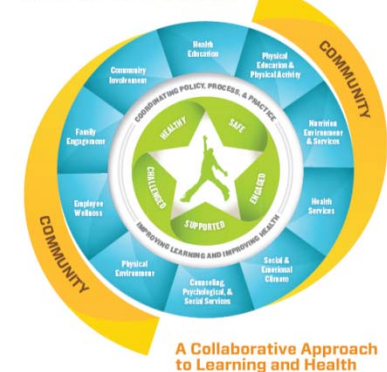 COMMUNITY
Health
Education
Physical
Education &
Physical Activity
Nutrition
Environment
& Services
Health
Services
Social &
Emotional
Climate
Counseling,
Psychological, &
Social Services
Physical
Environment
Employee
Wellness
Family
Engagement
Community
Involvement
COMMUNITY
COORDINATING POLICY, PROCESS, & PRACTICE
IMPROVING LEARNING AND IMPROVING HEALTH
HEALTHY
SAFE
ENGAGED
SUPPORTED
CHALLENGED
A Collaborative Approach
to Learning and Health